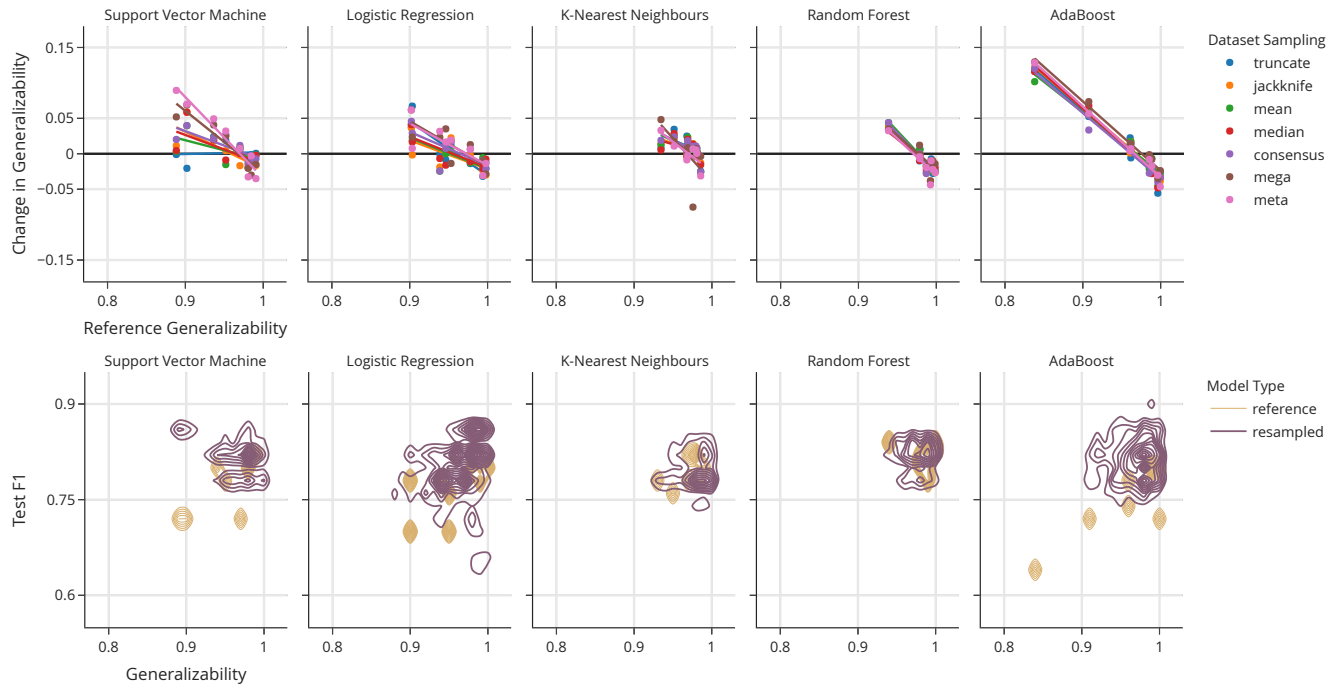 Support Vector Machine
Logistic Regression
K-Nearest Neighbours
Random Forest
AdaBoost
Change in Generalizability
0.15
0.05
0
−0.05
−0.15
0.8 0.9 1
0.8 0.9 1
0.8 0.9 1
0.8 0.9 1
0.8 0.9 1
Reference Generalizability
Dataset Sampling
truncate
jackknife
mean
median
consensus
mega
meta
Support Vector Machine
Logistic Regression
K-Nearest Neighbours
Random Forest
AdaBoost
Test F1
0.9
0.75
0.6
0.8 0.9 1
0.8 0.9 1
0.8 0.9 1
0.8 0.9 1
0.8 0.9 1
Generalizability
Model Type
reference
resampled